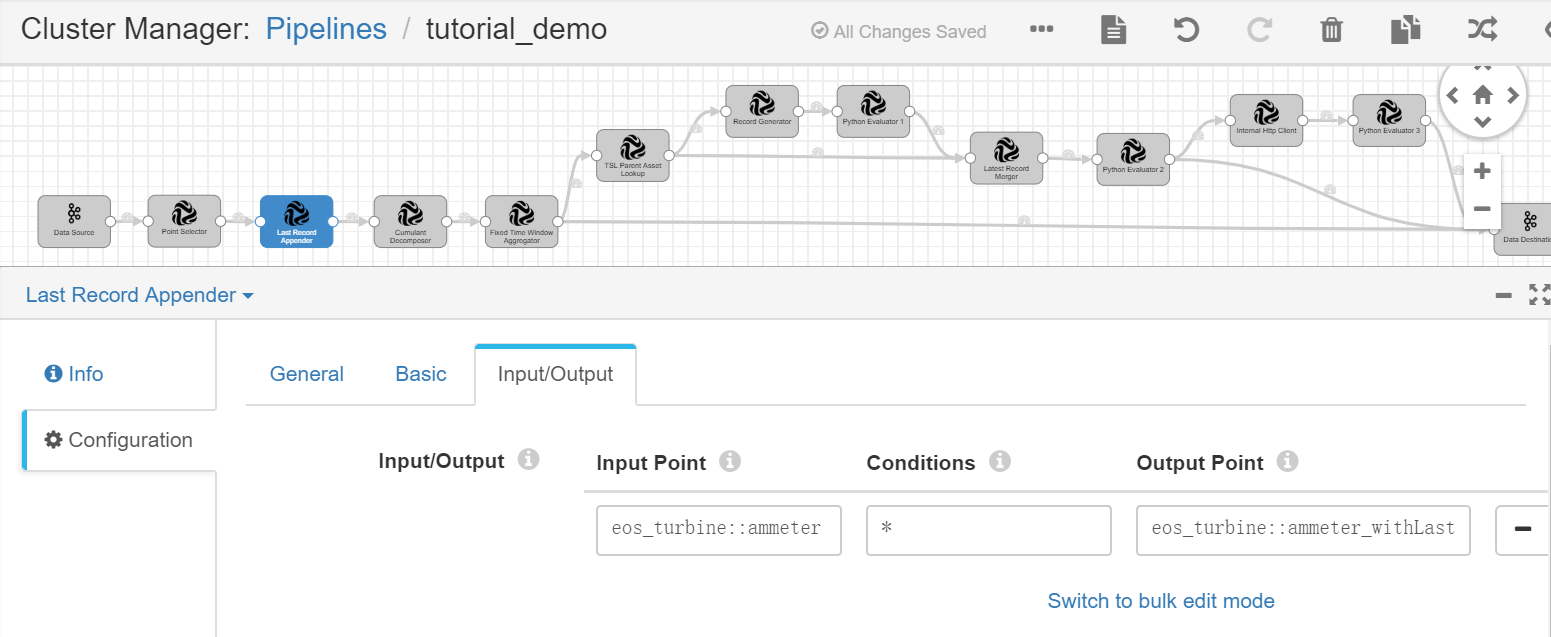 Cluster Manager: Pipelines / tutorial_demo
All Changes Saved
Record Generator
Python Evaluator 1
Internal Http Client
Python Evaluator 3
TSL Parent Asset
Lookup
Latest Record
Merger
Python Evaluator 2
Data Source
Point Selector
Last Record
Appender
Cumulant
Decomposer
Fixed Time Window
Aggregator
Data Destinatio
Last Record Appender
Info
Configuration
General Basic Input/Output
Input/Output Input Point Conditions Output Point
eos_turbine::ammeter * eos_turbine::ammeter_withLast
Switch to bulk edit mode